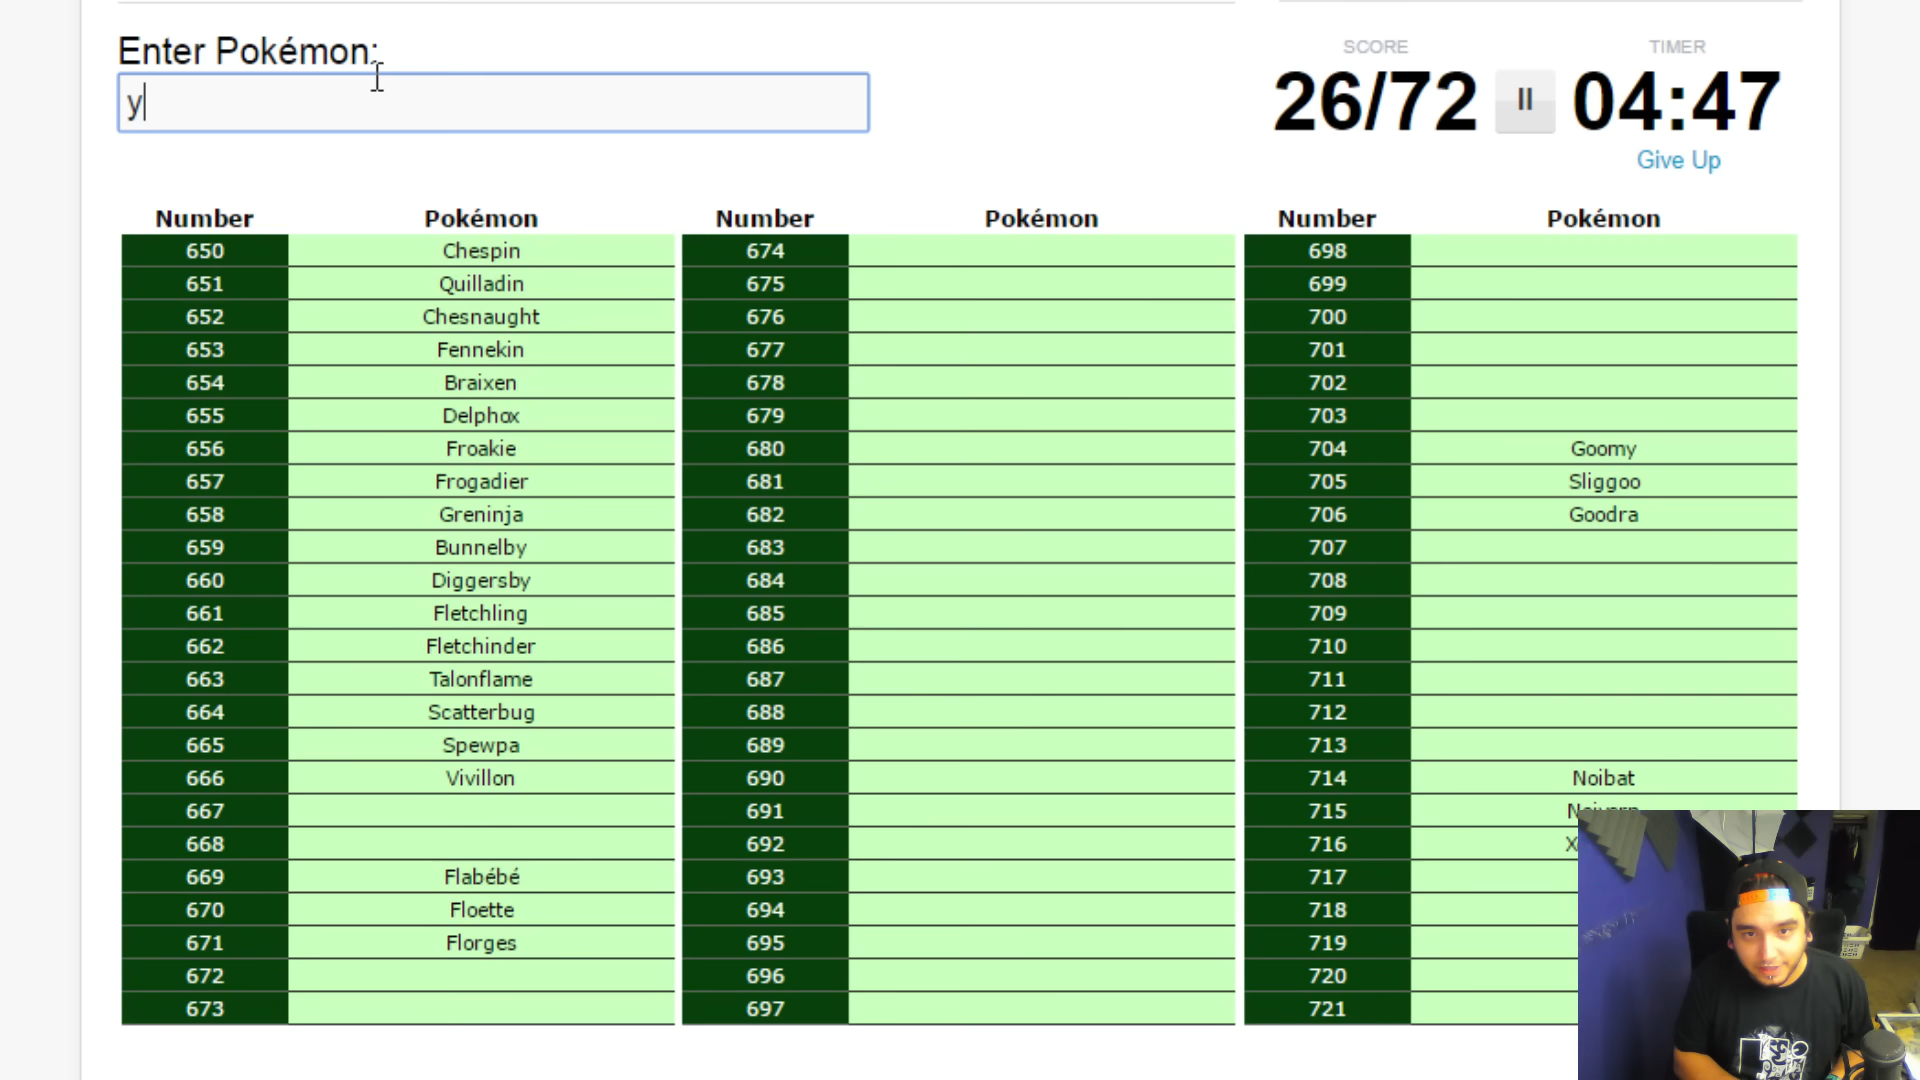 Enter Pokémon:
y
SCORE
26/72
TIMER
04:47
Give Up
Number Pokémon Number Pokémon Number Pokémon
650 Chespin 674 698
651 Quilladin 675 699
652 Chesnaught 676 700
653 Fennekin 677 701
654 Braixen 678 702
655 Delphox 679 703
656 Froakie 680 704 Goomy
657 Frogadier 681 705 Sliggoo
658 Greninja 682 706 Goodra
659 Bunnelby 683 707
660 Diggersby 684 708
661 Fletchling 685 709
662 Fletchinder 686 710
663 Talonflame 687 711
664 Scatterbug 688 712
665 Spewpa 689 713
666 Vivillon 690 714 Noibat
667 691 715
668 692 716 X
669 Flabébé 693 717
670 Floette 694 718
671 Florges 695 719
672 696 720
673 697 721